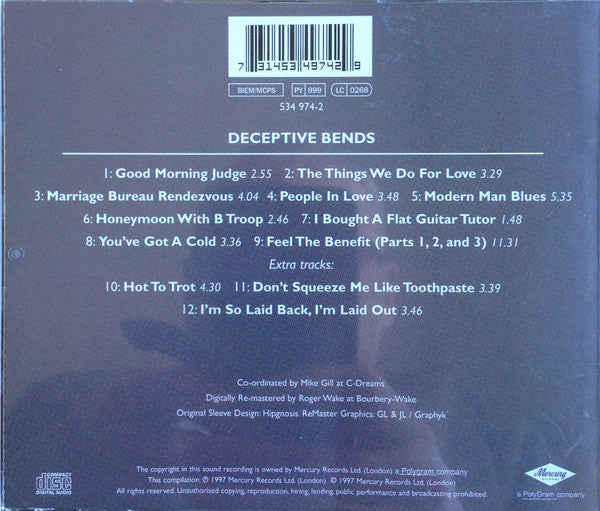 7 31453 49742 9
BIEM/MCPS PY 899 LC 0268
534 974-2
DECEPTIVE BENDS
1: Good Morning Judge 2.55 2: The Things We Do For Love 3.29
3: Marriage Bureau Rendezvous 4.04 4: People In Love 3.48 5: Modern Man Blues 5.35
6: Honeymoon With B Troop 2.46 7: I Bought A Flat Guitar Tutor 1.48
8: You've Got A Cold 3.36 9: Feel The Benefit (Parts 1, 2, and 3) 11.31
Extra tracks:
10: Hot To Trot 4.30 11: Don't Squeeze Me Like Toothpaste 3.39
12: I'm So Laid Back, I'm Laid Out 3.46
Co-ordinated by Mike Gill at C-Dreams
Digitally Re-mastered by Roger Wake at Bourbery-Wake
Original Sleeve Design: Hipgnosis. ReMaster Graphics: GL & JL / Graphyk
COMPACT
disc
DIGITAL AUDIO
The copyright in this sound recording is owned by Mercury Records Ltd. (London) a Polygram company
This compilation: ℗ 1997 Mercury Records Ltd. (London) © 1997 Mercury Records Ltd. (London)
All rights reserved. Unauthorised copying, reproduction, hiring, lending, public performance and broadcasting prohibited.
Mercury
RECORDS
a PolyGram company